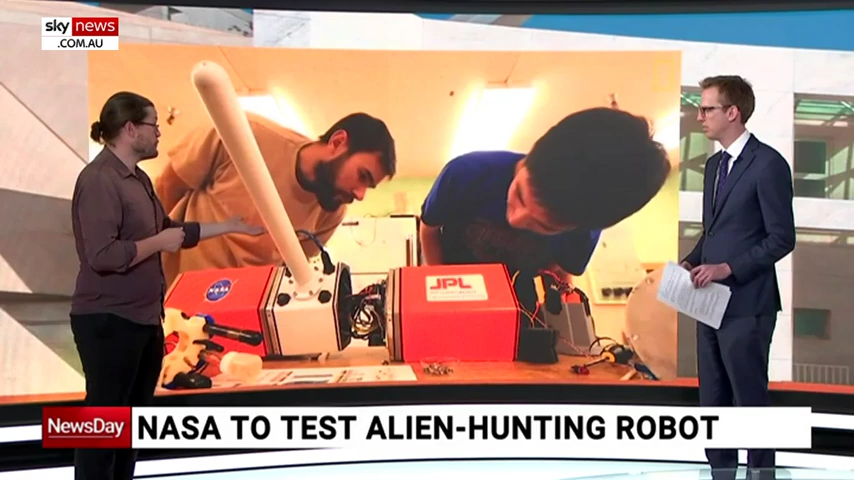 sky news
.COM.AU
NASA
JPL
NewsDay
NASA TO TEST ALIEN-HUNTING ROBOT